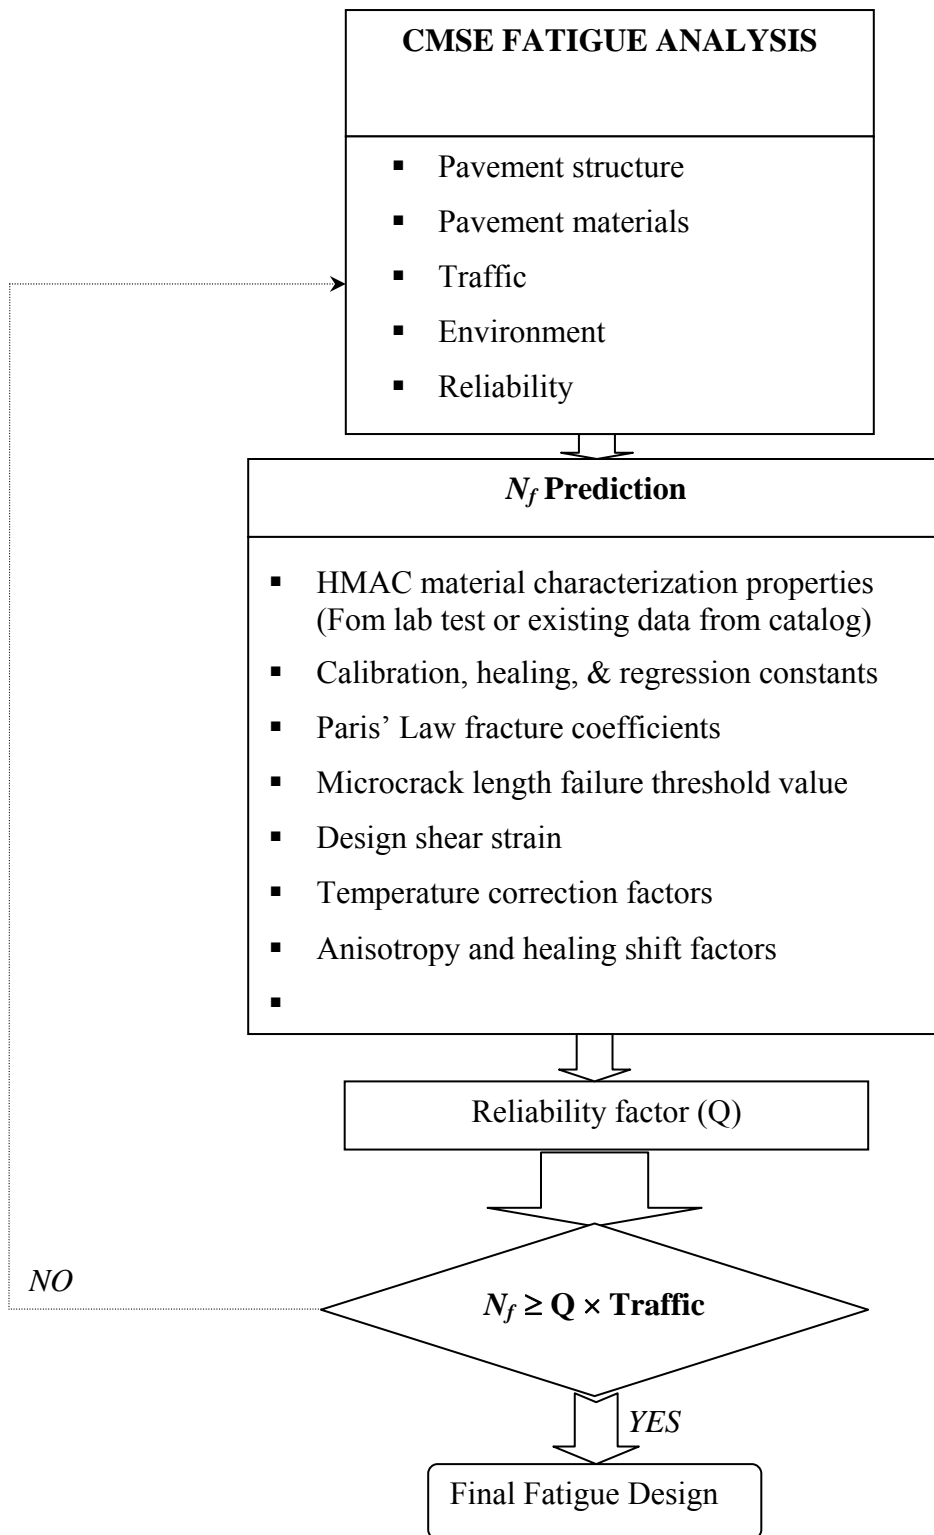 CMSE FATIGUE ANALYSIS
▪ Pavement structure
▪ Pavement materials
▪ Traffic
▪ Environment
▪ Reliability
N_f Prediction
▪ HMAC material characterization properties
(Fom lab test or existing data from catalog)
▪ Calibration, healing, & regression constants
▪ Paris’ Law fracture coefficients
▪ Microcrack length failure threshold value
▪ Design shear strain
▪ Temperature correction factors
▪ Anisotropy and healing shift factors
▪
Reliability factor (Q)
NO
N_f ≥ Q × Traffic
YES
Final Fatigue Design